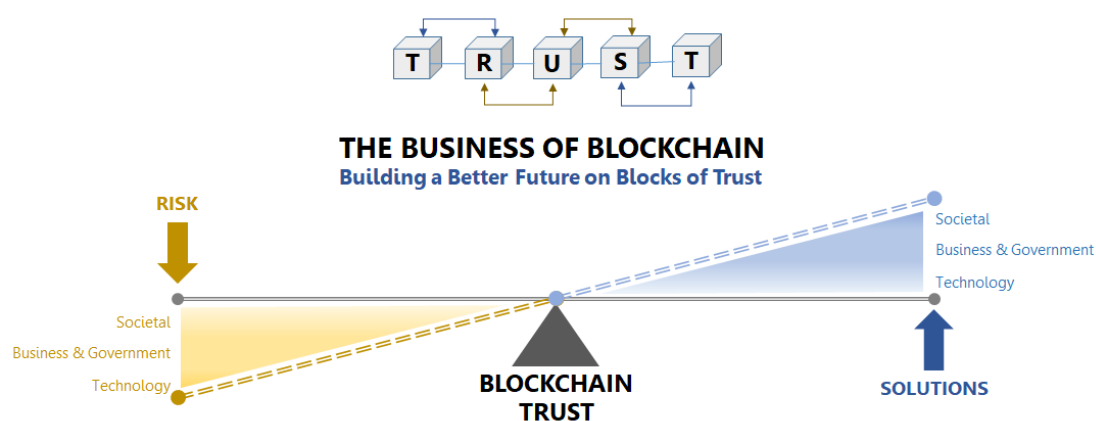 T R U S T
THE BUSINESS OF BLOCKCHAIN
Building a Better Future on Blocks of Trust
RISK
Societal
Business & Government
Technology
Societal
Business & Government
Technology
BLOCKCHAIN
TRUST
SOLUTIONS